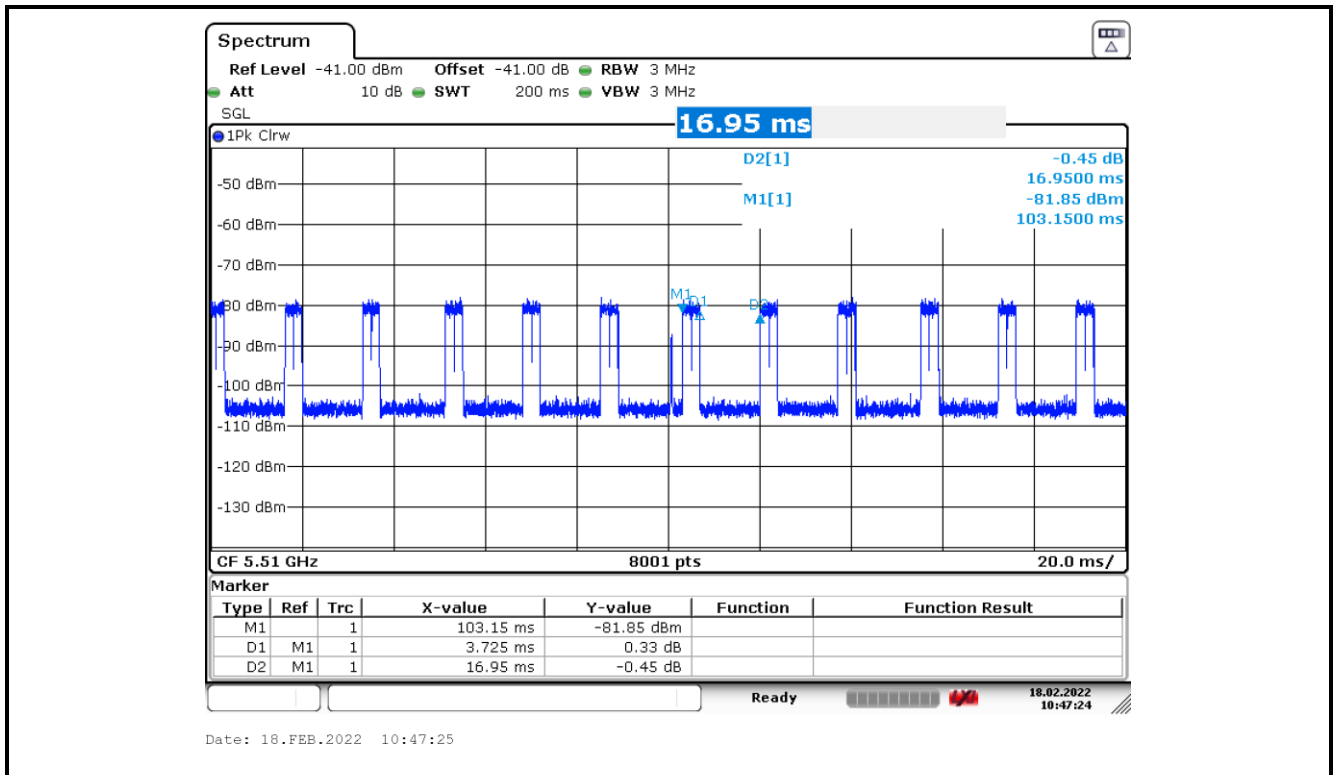 Spectrum
Ref Level -41.00 dBm Offset -41.00 dB RBW 3 MHz
Att 10 dB SWT 200 ms VBW 3 MHz
SGL
16.95 ms
1Pk Clrw
D2[1] -0.45 dB
16.9500 ms
M1[1] -81.85 dBm
103.1500 ms
-50 dBm
-60 dBm
-70 dBm
M1 D1 D2
-80 dBm
-90 dBm
-100 dBm
-110 dBm
-120 dBm
-130 dBm
CF 5.51 GHz 8001 pts 20.0 ms/
Marker
Type Ref Trc X-value Y-value Function Function Result
M1 1 103.15 ms -81.85 dBm
D1 M1 1 3.725 ms 0.33 dB
D2 M1 1 16.95 ms -0.45 dB
Ready 18.02.2022
10:47:24
Date: 18.FEB.2022 10:47:25